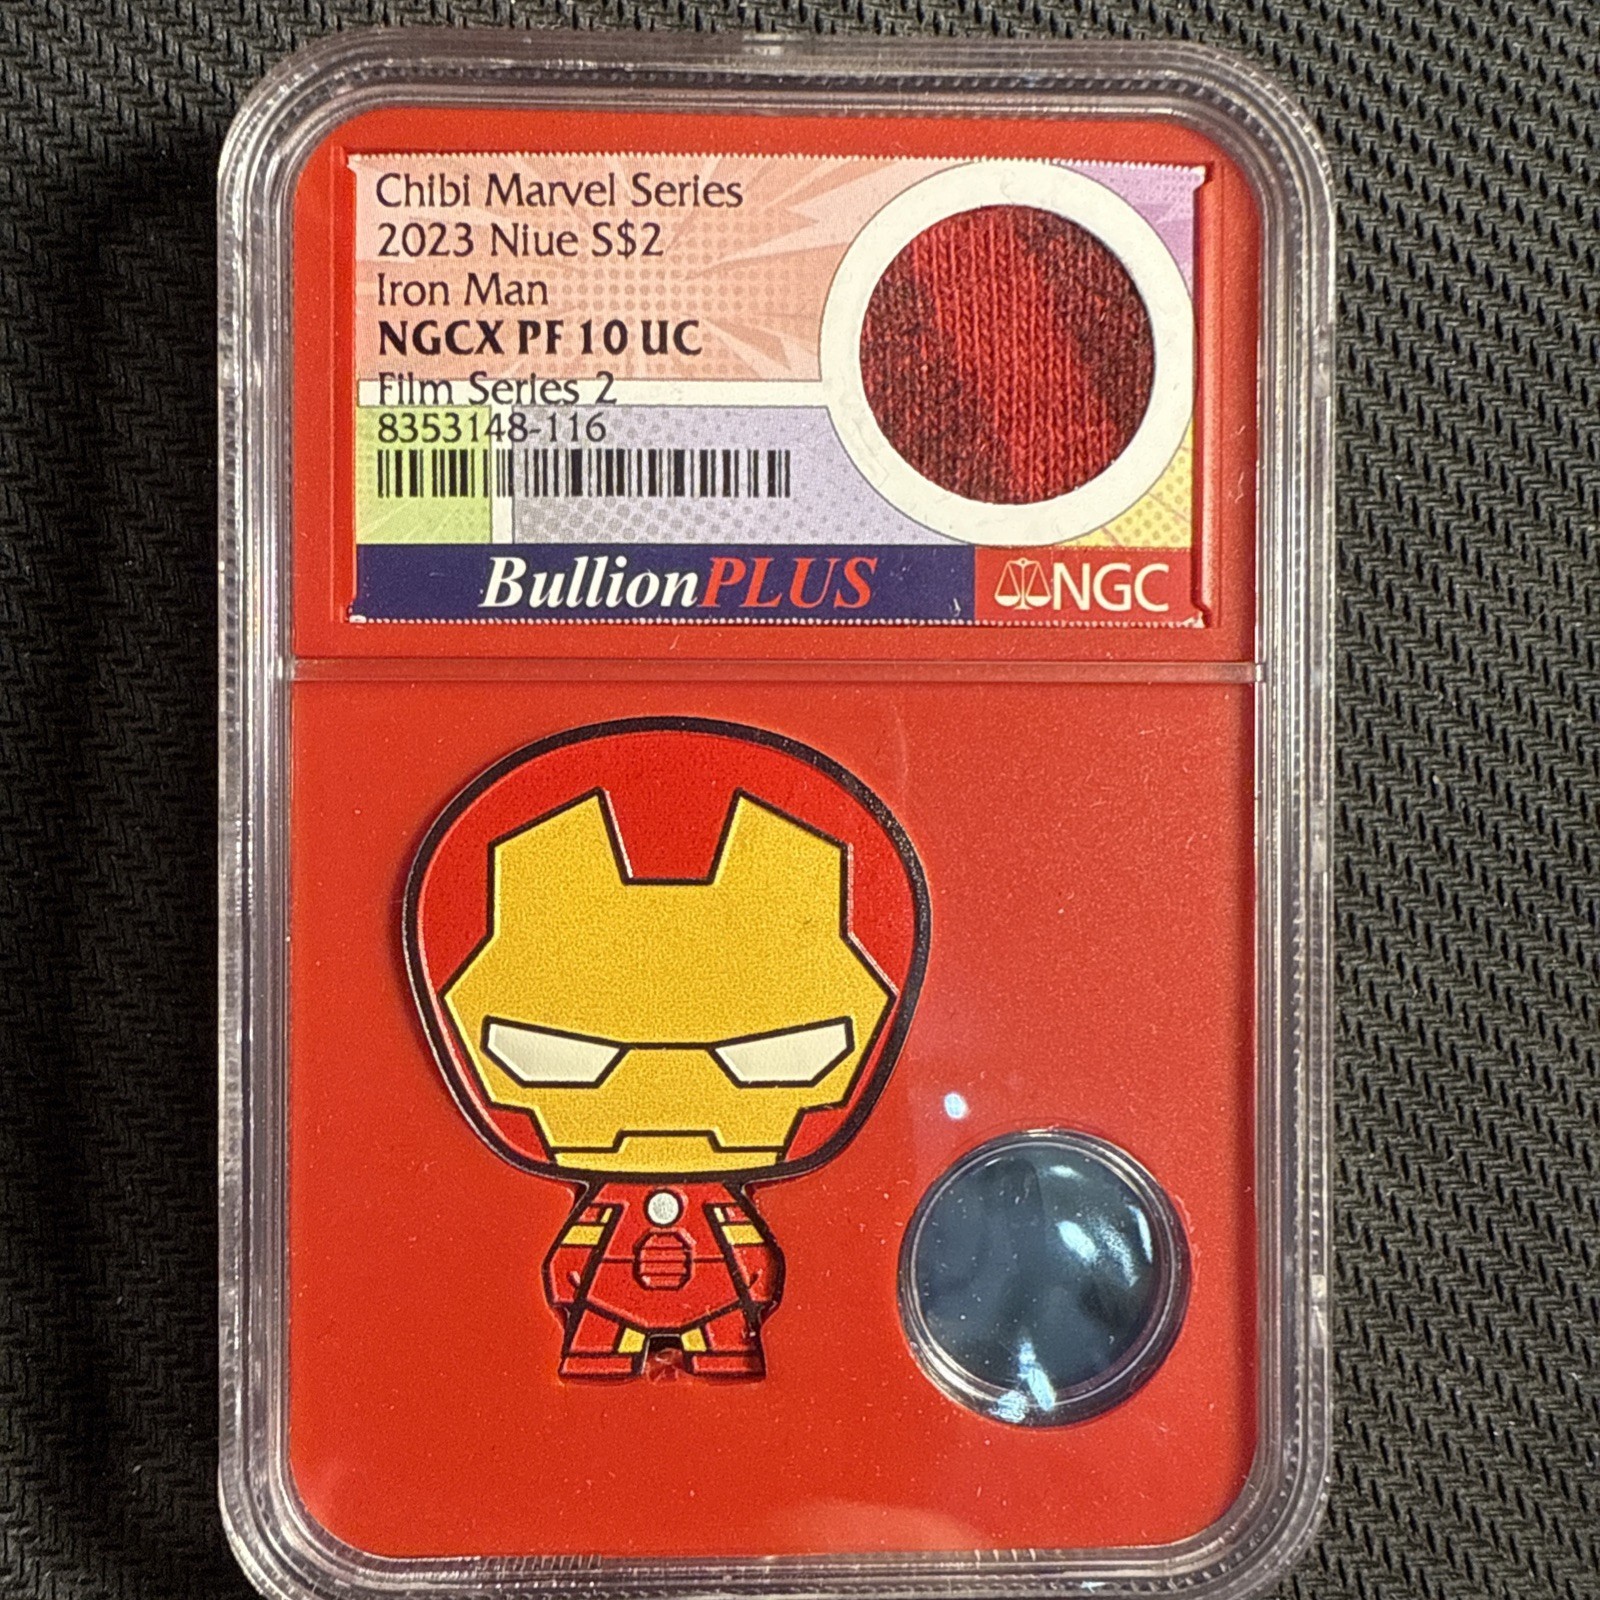 Chibi Marvel Series
2023 Niue S$2
Iron Man
NGCX PF 10 UC
Film Series 2
8353148-116
BullionPLUS
NGC